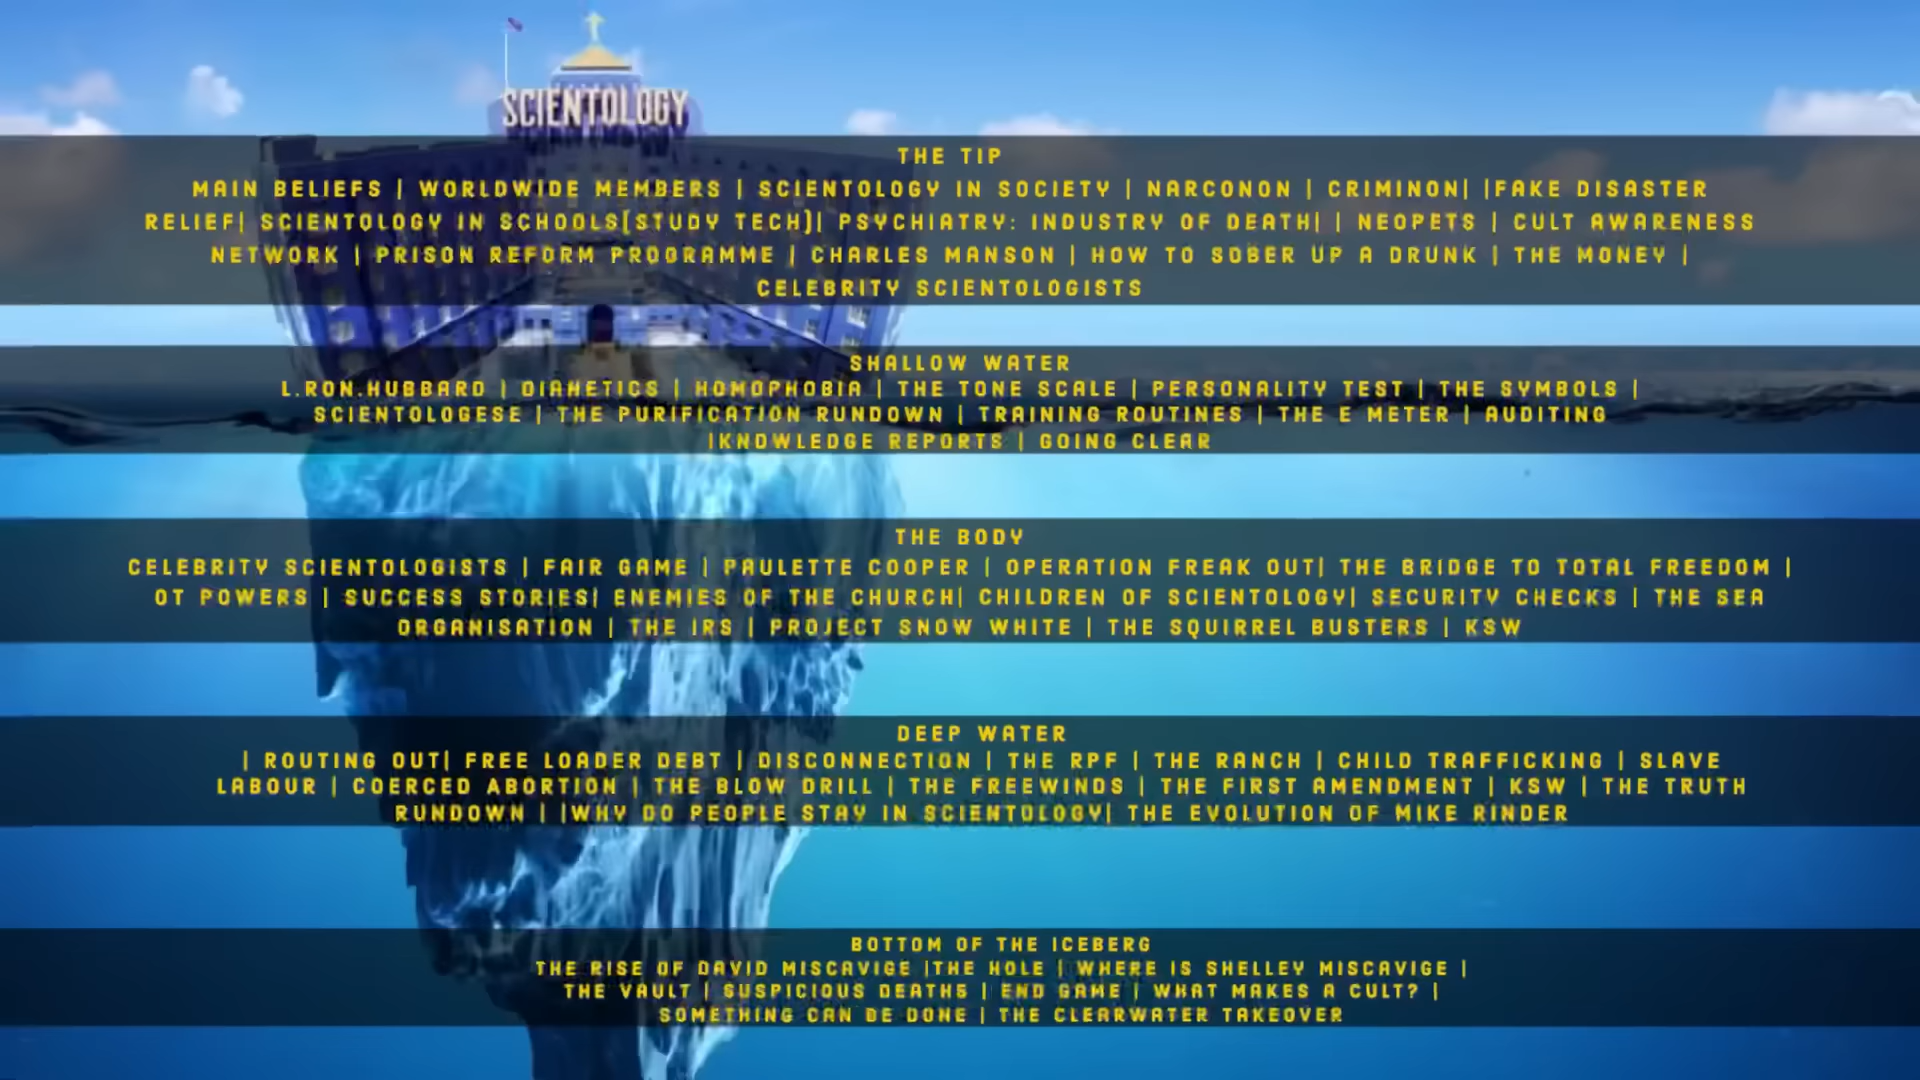 SCIENTOLOGY
THE TIP
MAIN BELIEFS | WORLDWIDE MEMBERS | SCIENTOLOGY IN SOCIETY | NARCONON | CRIMINON| |FAKE DISASTER
RELIEF| SCIENTOLOGY IN SCHOOLS[STUDY TECH]| PSYCHIATRY: INDUSTRY OF DEATH| | NEOPETS | CULT AWARENESS
NETWORK | PRISON REFORM PROGRAMME | CHARLES MANSON | HOW TO SOBER UP A DRUNK | THE MONEY |
CELEBRITY SCIENTOLOGISTS
SHALLOW WATER
L.RON.HUBBARD | DIANETICS | HOMOPHOBIA | THE TONE SCALE | PERSONALITY TEST | THE SYMBOLS |
SCIENTOLOGESE | THE PURIFICATION RUNDOWN | TRAINING ROUTINES | THE E METER | AUDITING
|KNOWLEDGE REPORTS | GOING CLEAR
THE BODY
CELEBRITY SCIENTOLOGISTS | FAIR GAME | PAULETTE COOPER | OPERATION FREAK OUT| THE BRIDGE TO TOTAL FREEDOM |
OT POWERS | SUCCESS STORIES| ENEMIES OF THE CHURCH| CHILDREN OF SCIENTOLOGY| SECURITY CHECKS | THE SEA
ORGANISATION | THE IRS | PROJECT SNOW WHITE | THE SQUIRREL BUSTERS | KSW
DEEP WATER
| ROUTING OUT| FREE LOADER DEBT | DISCONNECTION | THE RPF | THE RANCH | CHILD TRAFFICKING | SLAVE
LABOUR | COERCED ABORTION | THE BLOW DRILL | THE FREEWINDS | THE FIRST AMENDMENT | KSW | THE TRUTH
RUNDOWN | |WHY DO PEOPLE STAY IN SCIENTOLOGY| THE EVOLUTION OF MIKE RINDER
BOTTOM OF THE ICEBERG
THE RISE OF DAVID MISCAVIGE |THE HOLE | WHERE IS SHELLEY MISCAVIGE |
THE VAULT | SUSPICIOUS DEATHS | END GAME | WHAT MAKES A CULT? |
SOMETHING CAN BE DONE | THE CLEARWATER TAKEOVER